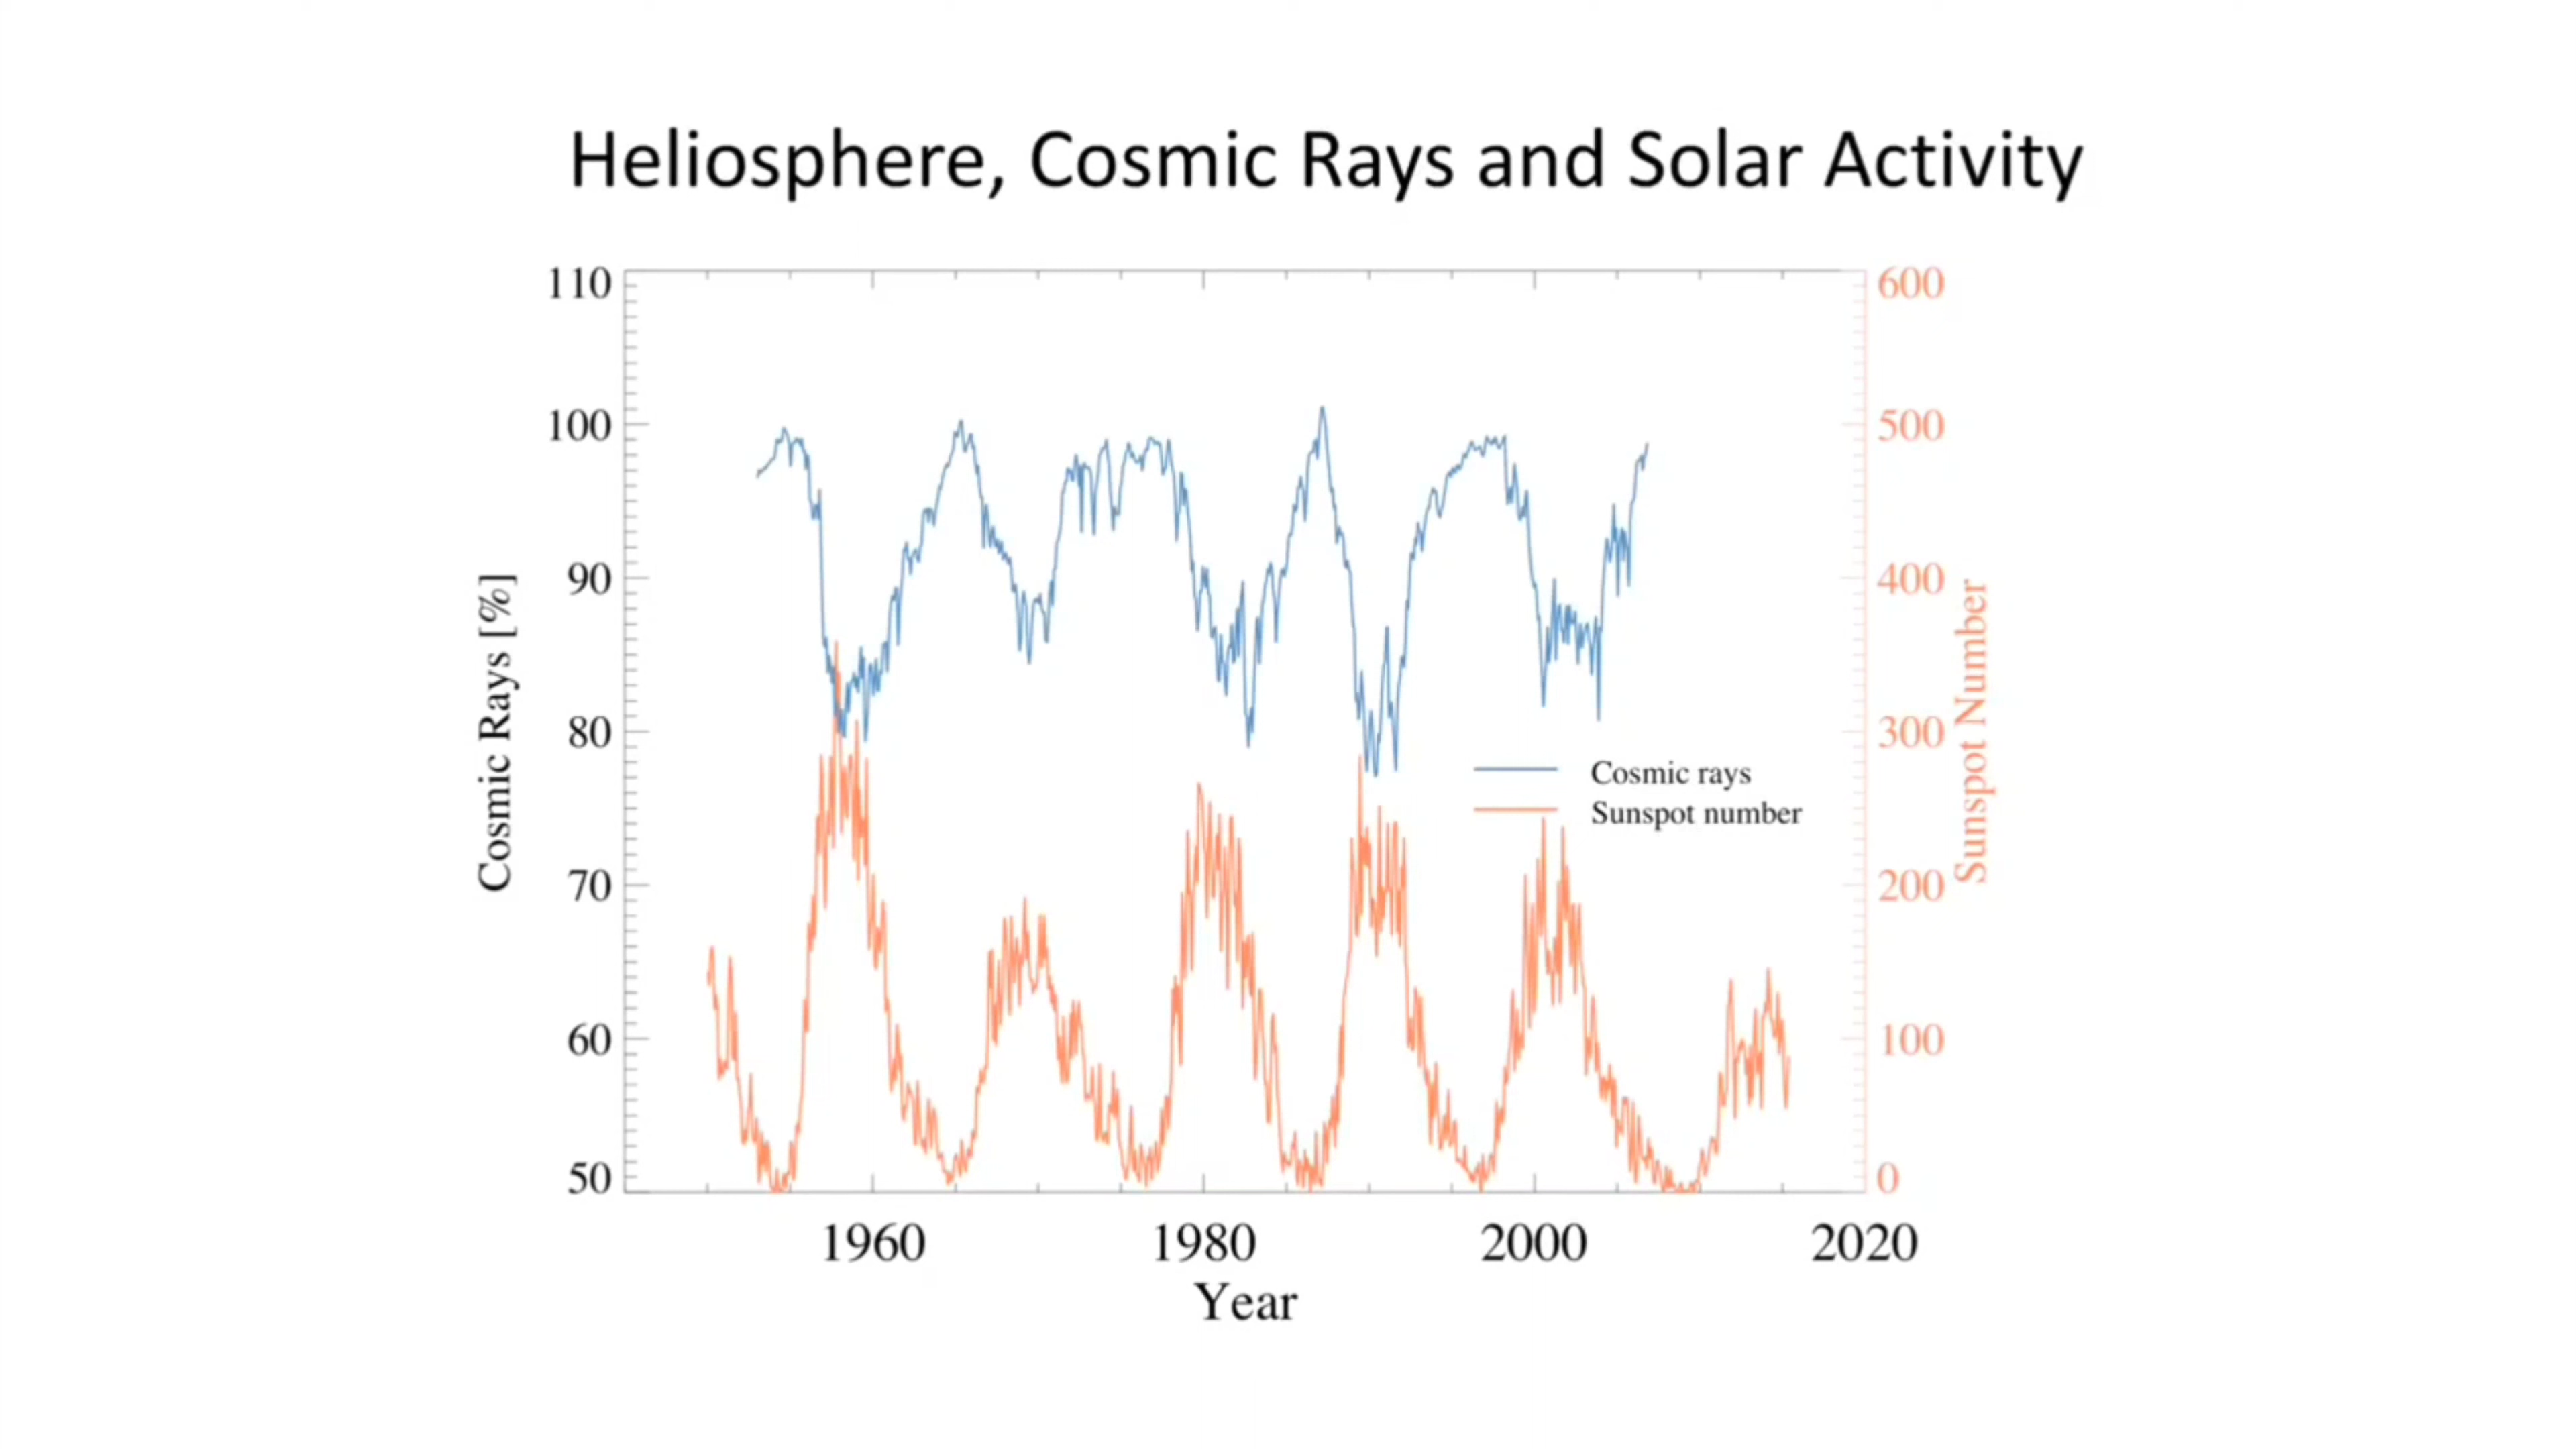 Heliosphere, Cosmic Rays and Solar Activity
110
100
90
80
70
60
50
Cosmic Rays [%]
600
500
400
300
200
100
0
Sunspot Number
Cosmic rays
Sunspot number
1960 1980 2000 2020
Year